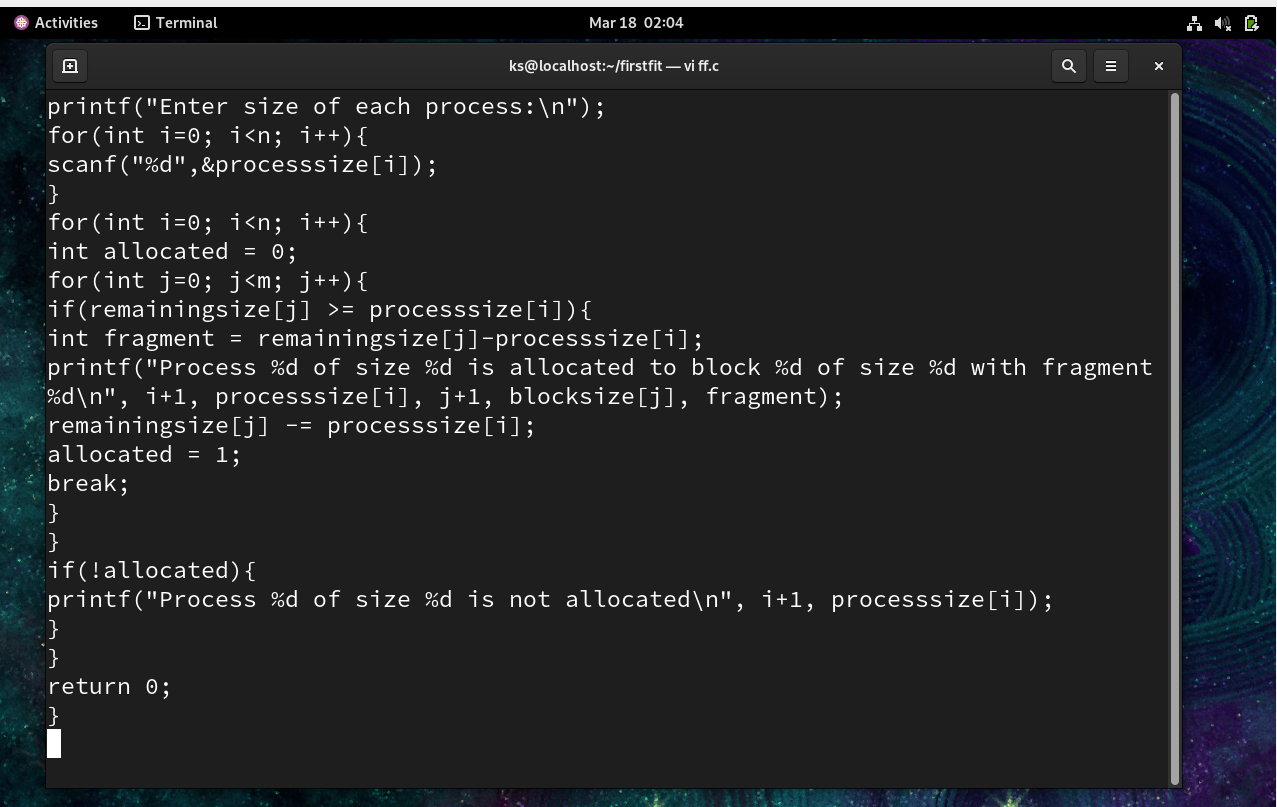 Activities Terminal Mar 18 02:04
ks@localhost:~/firstfit — vi ff.c
printf("Enter size of each process:\n");
for(int i=0; i<n; i++){
scanf("%d",&processsize[i]);
}
for(int i=0; i<n; i++){
int allocated = 0;
for(int j=0; j<m; j++){
if(remainingsize[j] >= processsize[i]){
int fragment = remainingsize[j]-processsize[i];
printf("Process %d of size %d is allocated to block %d of size %d with fragment
%d\n", i+1, processsize[i], j+1, blocksize[j], fragment);
remainingsize[j] -= processsize[i];
allocated = 1;
break;
}
}
if(!allocated){
printf("Process %d of size %d is not allocated\n", i+1, processsize[i]);
}
}
return 0;
}